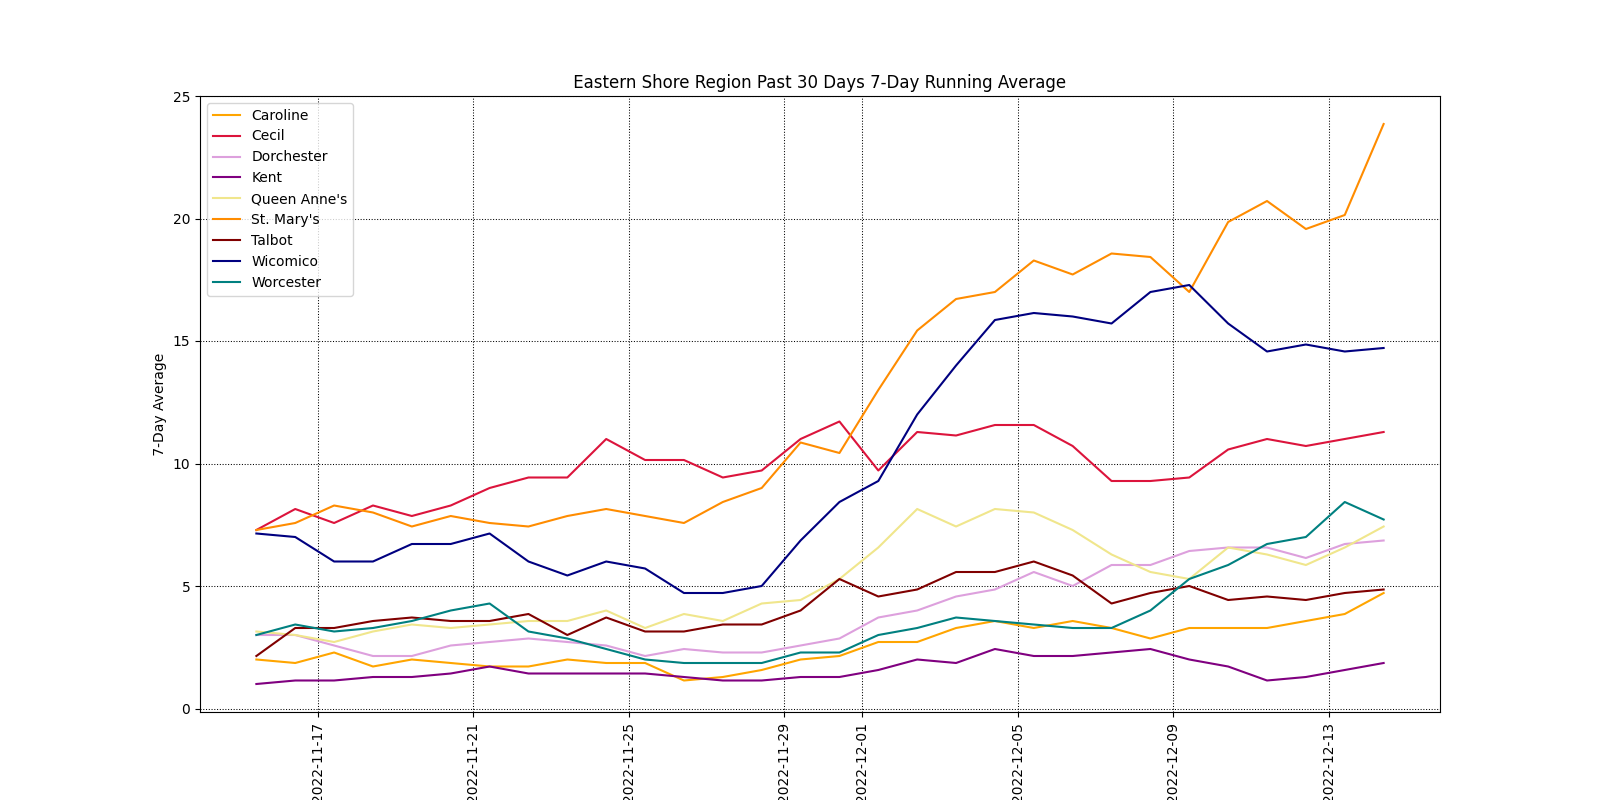 Eastern Shore Region Past 30 Days 7-Day Running Average
25
20
15
10
5
0
7-Day Average
Caroline
Cecil
Dorchester
Kent
Queen Anne's
St. Mary's
Talbot
Wicomico
Worcester
2022-11-17
2022-11-21
2022-11-25
2022-11-29
2022-12-01
2022-12-05
2022-12-09
2022-12-13